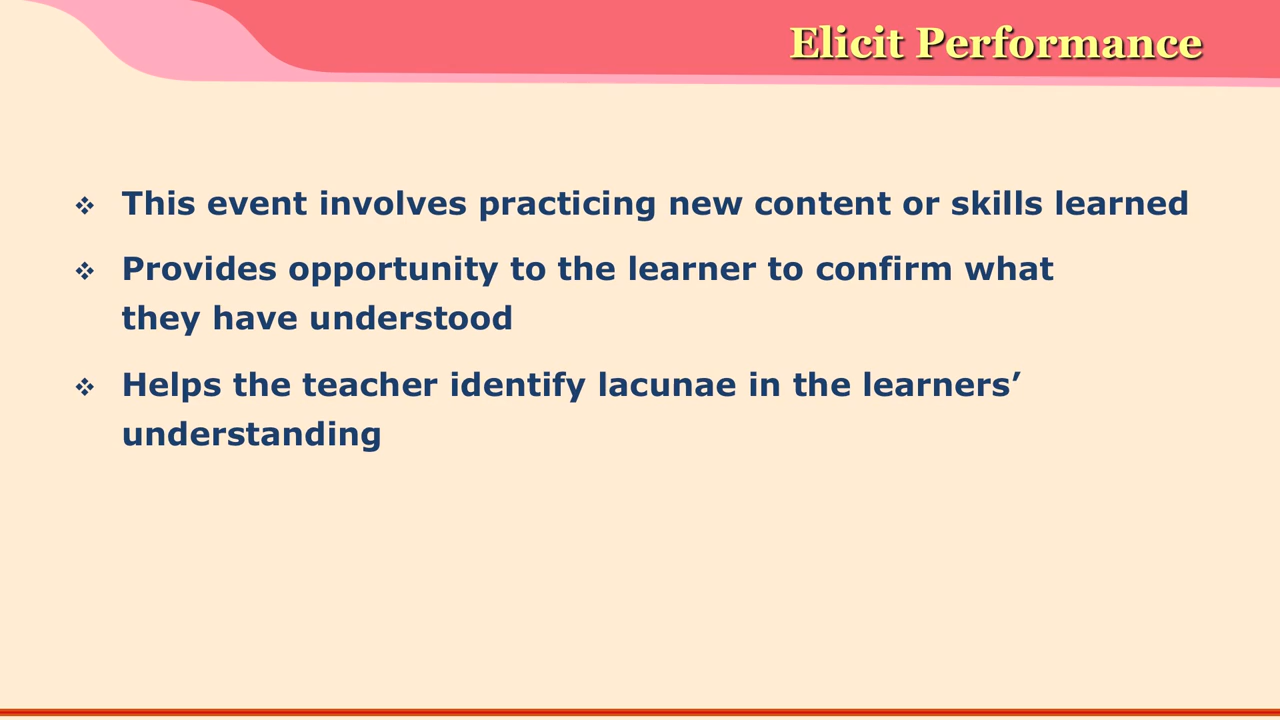 Elicit Performance
❖ This event involves practicing new content or skills learned
❖ Provides opportunity to the learner to confirm what
they have understood
❖ Helps the teacher identify lacunae in the learners’
understanding